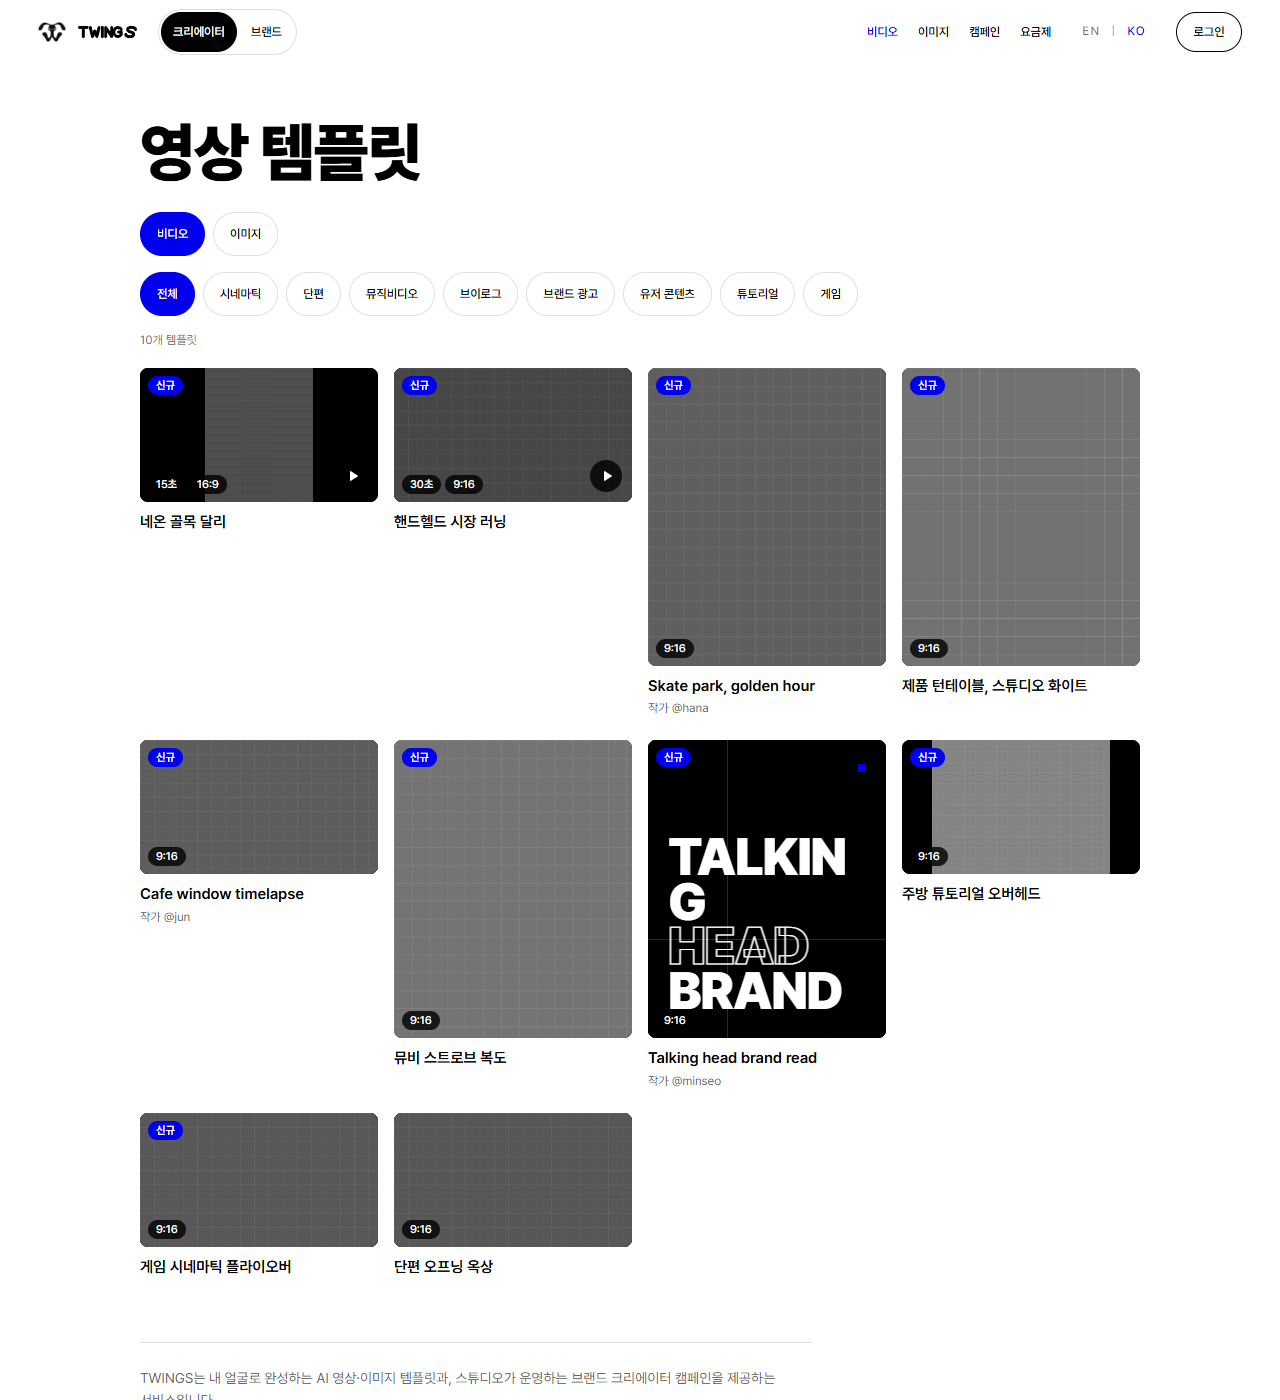 TWINGS
크리에이터
브랜드
비디오
이미지
캠페인
요금제
EN | KO
로그인
영상 템플릿
비디오
이미지
전체
시네마틱
단편
뮤직비디오
브이로그
브랜드 광고
유저 콘텐츠
튜토리얼
게임
10개 템플릿
신규
15초
16:9
네온 골목 달리
신규
30초
9:16
핸드헬드 시장 러닝
신규
9:16
Skate park, golden hour
작가 @hana
신규
9:16
제품 턴테이블, 스튜디오 화이트
신규
9:16
Cafe window timelapse
작가 @jun
신규
9:16
뮤비 스트로브 복도
신규
TALKIN
G
HEAD
BRAND
9:16
Talking head brand read
작가 @minseo
신규
9:16
주방 튜토리얼 오버헤드
신규
9:16
게임 시네마틱 플라이오버
9:16
단편 오프닝 옥상
TWINGS는 내 얼굴로 완성하는 AI 영상·이미지 템플릿과, 스튜디오가 운영하는 브랜드 크리에이터 캠페인을 제공하는
서비스입니다